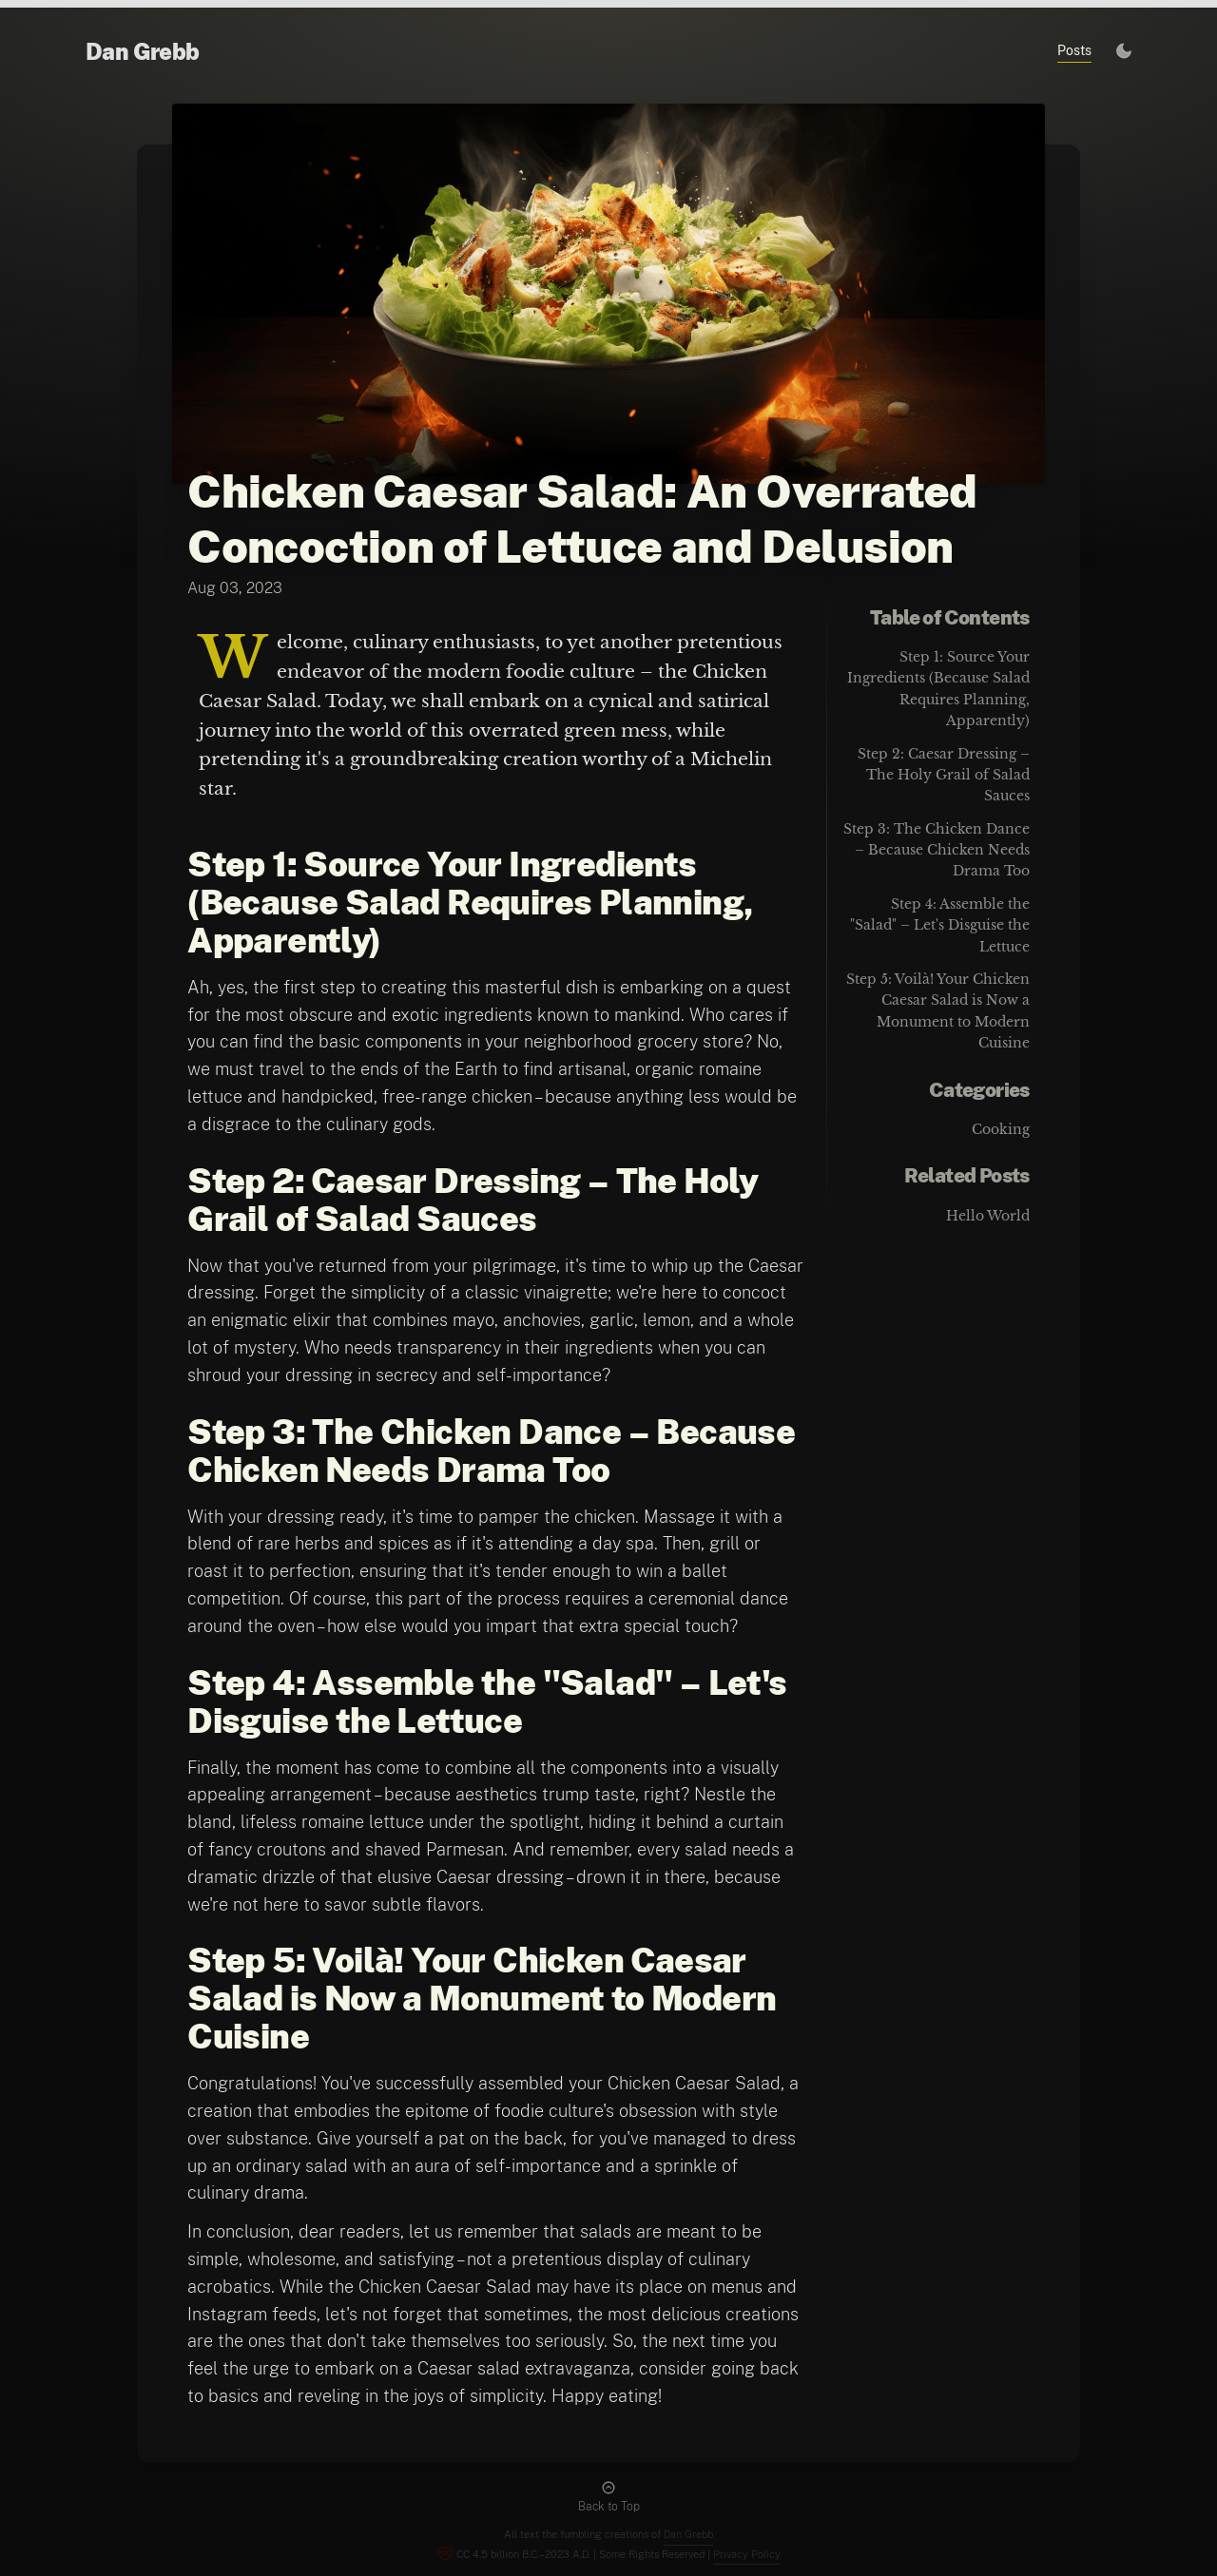 Dan Grebb
Posts
Chicken Caesar Salad: An Overrated
Concoction of Lettuce and Delusion
Aug 03, 2023
Welcome, culinary enthusiasts, to yet another pretentious
endeavor of the modern foodie culture – the Chicken
Caesar Salad. Today, we shall embark on a cynical and satirical
journey into the world of this overrated green mess, while
pretending it's a groundbreaking creation worthy of a Michelin
star.
Step 1: Source Your Ingredients
(Because Salad Requires Planning,
Apparently)
Ah, yes, the first step to creating this masterful dish is embarking on a quest
for the most obscure and exotic ingredients known to mankind. Who cares if
you can find the basic components in your neighborhood grocery store? No,
we must travel to the ends of the Earth to find artisanal, organic romaine
lettuce and handpicked, free-range chicken – because anything less would be
a disgrace to the culinary gods.
Step 2: Caesar Dressing – The Holy
Grail of Salad Sauces
Now that you've returned from your pilgrimage, it's time to whip up the Caesar
dressing. Forget the simplicity of a classic vinaigrette; we're here to concoct
an enigmatic elixir that combines mayo, anchovies, garlic, lemon, and a whole
lot of mystery. Who needs transparency in their ingredients when you can
shroud your dressing in secrecy and self-importance?
Step 3: The Chicken Dance – Because
Chicken Needs Drama Too
With your dressing ready, it's time to pamper the chicken. Massage it with a
blend of rare herbs and spices as if it's attending a day spa. Then, grill or
roast it to perfection, ensuring that it's tender enough to win a ballet
competition. Of course, this part of the process requires a ceremonial dance
around the oven – how else would you impart that extra special touch?
Step 4: Assemble the "Salad" – Let's
Disguise the Lettuce
Finally, the moment has come to combine all the components into a visually
appealing arrangement – because aesthetics trump taste, right? Nestle the
bland, lifeless romaine lettuce under the spotlight, hiding it behind a curtain
of fancy croutons and shaved Parmesan. And remember, every salad needs a
dramatic drizzle of that elusive Caesar dressing – drown it in there, because
we're not here to savor subtle flavors.
Step 5: Voilà! Your Chicken Caesar
Salad is Now a Monument to Modern
Cuisine
Congratulations! You've successfully assembled your Chicken Caesar Salad, a
creation that embodies the epitome of foodie culture's obsession with style
over substance. Give yourself a pat on the back, for you've managed to dress
up an ordinary salad with an aura of self-importance and a sprinkle of
culinary drama.
In conclusion, dear readers, let us remember that salads are meant to be
simple, wholesome, and satisfying – not a pretentious display of culinary
acrobatics. While the Chicken Caesar Salad may have its place on menus and
Instagram feeds, let's not forget that sometimes, the most delicious creations
are the ones that don't take themselves too seriously. So, the next time you
feel the urge to embark on a Caesar salad extravaganza, consider going back
to basics and reveling in the joys of simplicity. Happy eating!
Table of Contents
Step 1: Source Your
Ingredients (Because Salad
Requires Planning,
Apparently)
Step 2: Caesar Dressing –
The Holy Grail of Salad
Sauces
Step 3: The Chicken Dance
– Because Chicken Needs
Drama Too
Step 4: Assemble the
"Salad" – Let's Disguise the
Lettuce
Step 5: Voilà! Your Chicken
Caesar Salad is Now a
Monument to Modern
Cuisine
Categories
Cooking
Related Posts
Hello World
Back to Top
All text the fumbling creations of Dan Grebb
CC 4.5 billion B.C.–2023 A.D. | Some Rights Reserved | Privacy Policy